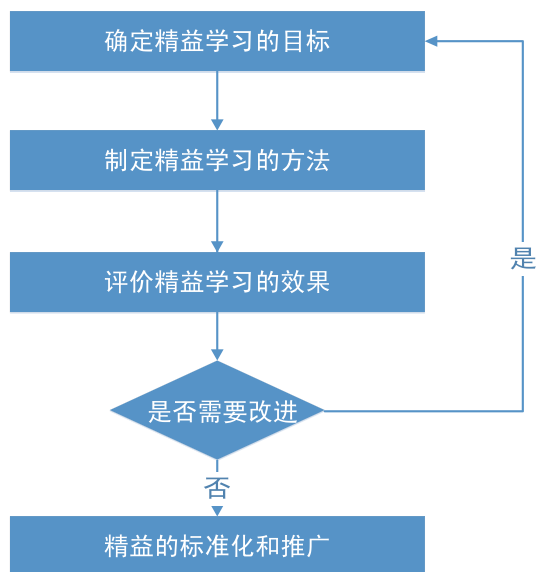 确定精益学习的目标
制定精益学习的方法
是
评价精益学习的效果
是否需要改进
否
精益的标准化和推广